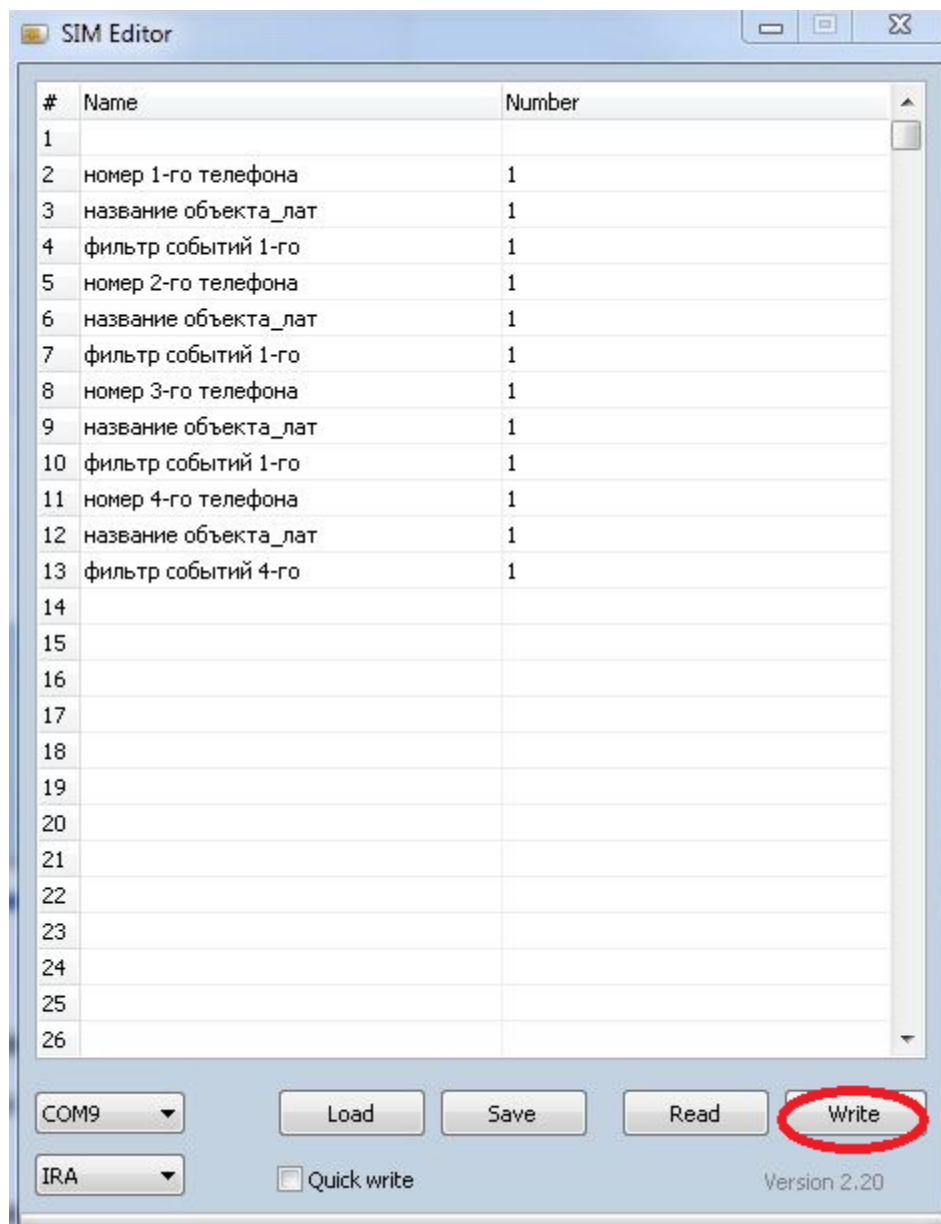 SIM Editor
# Name Number
1
2 номер 1-го телефона 1
3 название объекта_лат 1
4 фильтр событий 1-го 1
5 номер 2-го телефона 1
6 название объекта_лат 1
7 фильтр событий 1-го 1
8 номер 3-го телефона 1
9 название объекта_лат 1
10 фильтр событий 1-го 1
11 номер 4-го телефона 1
12 название объекта_лат 1
13 фильтр событий 4-го 1
14
15
16
17
18
19
20
21
22
23
24
25
26
COM9 Load Save Read Write
IRA Quick write Version 2.20